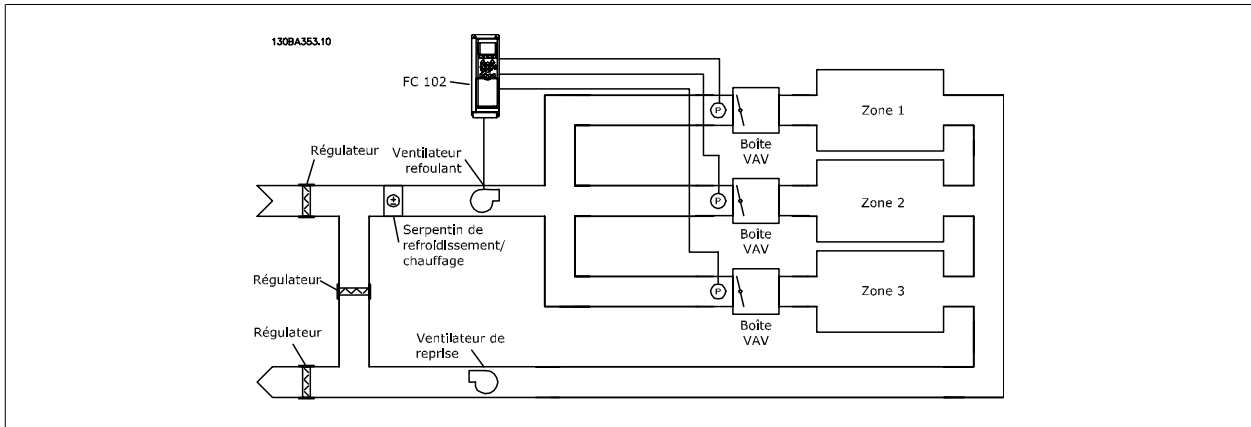 130BA353.10
FC 102
Régulateur
Ventilateur
refoulant
Serpentin de
refroidissement/
chauffage
Régulateur
Régulateur
Ventilateur de
reprise
P
Boîte
VAV
Zone 1
P
Boîte
VAV
Zone 2
P
Boîte
VAV
Zone 3